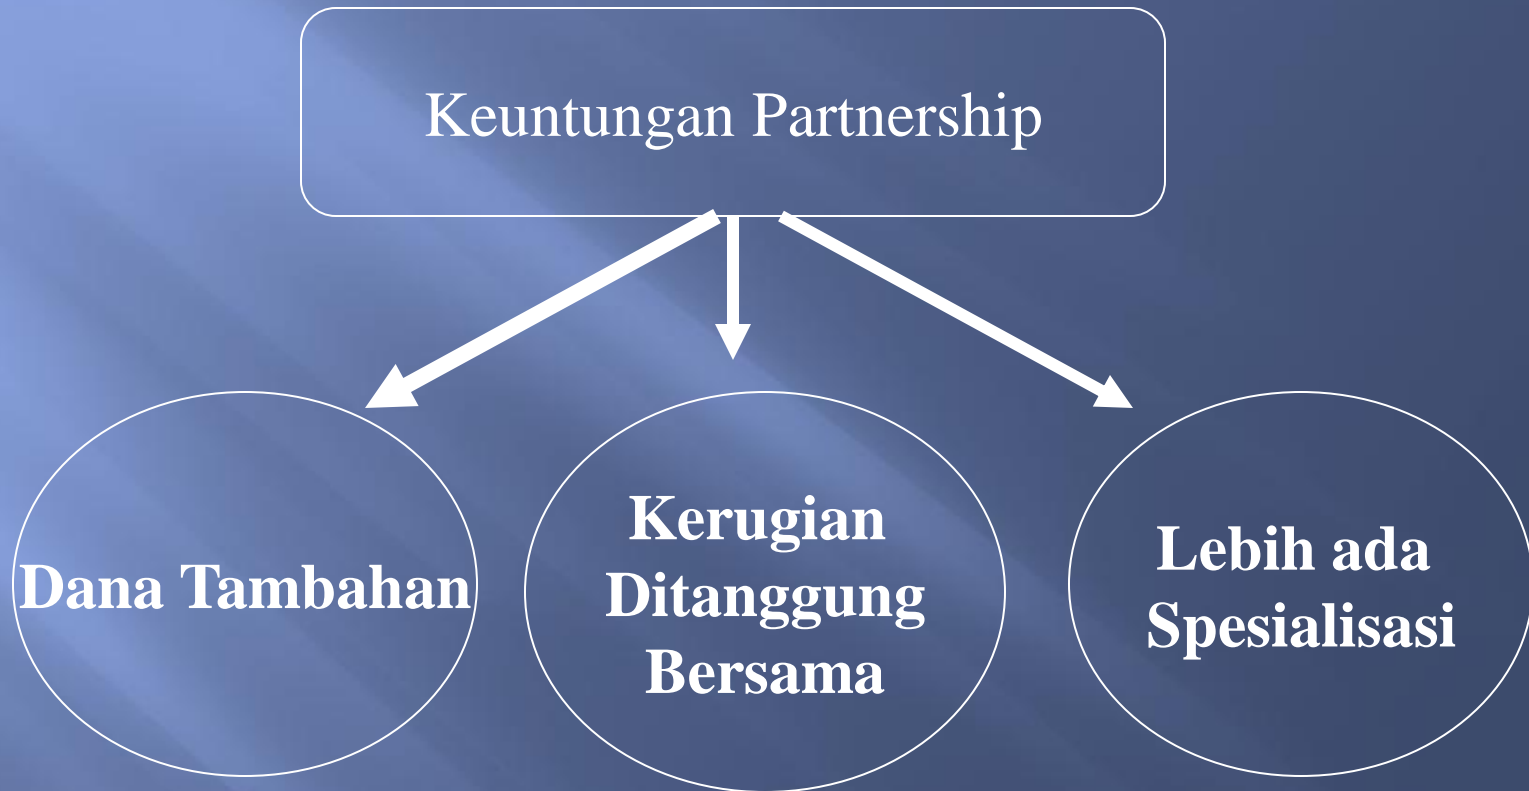 Keuntungan Partnership
Dana Tambahan
Kerugian
Ditanggung
Bersama
Lebih ada
Spesialisasi